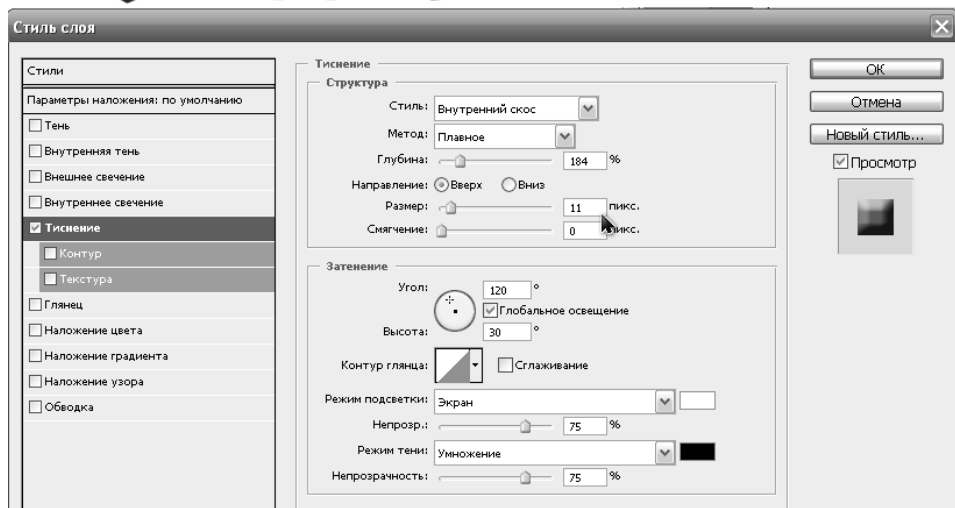 Стиль слоя
Стили
Параметры наложения: по умолчанию
Тень
Внутренняя тень
Внешнее свечение
Внутреннее свечение
Тиснение
Контур
Текстура
Глянец
Наложение цвета
Наложение градиента
Наложение узора
Обводка
Тиснение
Структура
Стиль: Внутренний скос
Метод: Плавное
Глубина: 184 %
Направление: Вверх Вниз
Размер: 11 пикс.
Смягчение: 0 пикс.
Затенение
Угол: 120 °
Глобальное освещение
Высота: 30 °
Контур глянца: Сглаживание
Режим подсветки: Экран
Непрозр.: 75 %
Режим тени: Умножение
Непрозрачность: 75 %
ОК
Отмена
Новый стиль...
Просмотр